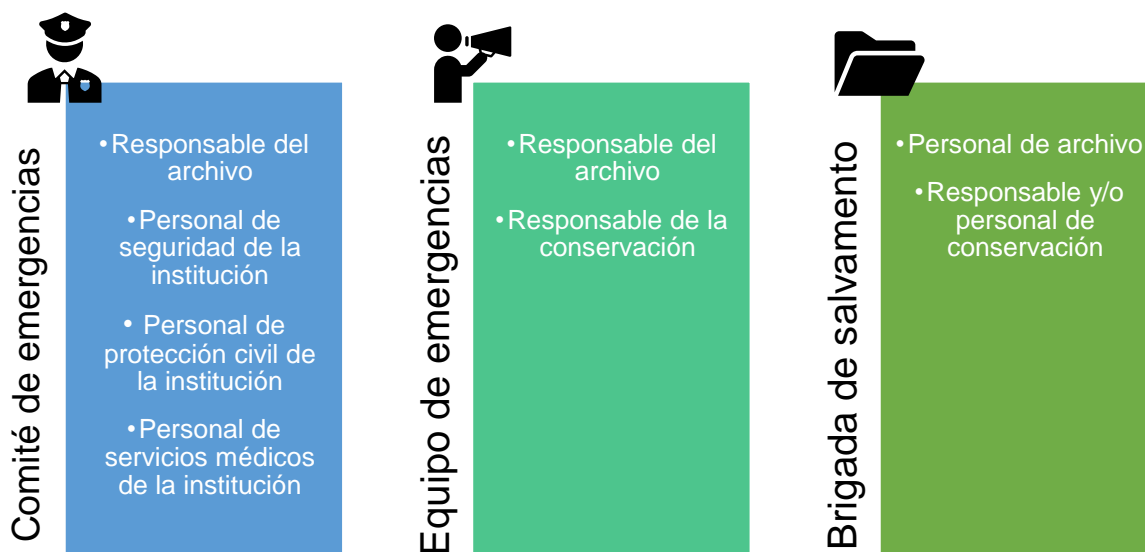 Comité de emergencias
•Responsable del
archivo
•Personal de
seguridad de la
institución
• Personal de
protección civil de
la institución
•Personal de
servicios médicos
de la institución
Equipo de emergencias
•Responsable del
archivo
•Responsable de la
conservación
Brigada de salvamento
•Personal de archivo
•Responsable y/o
personal de
conservación